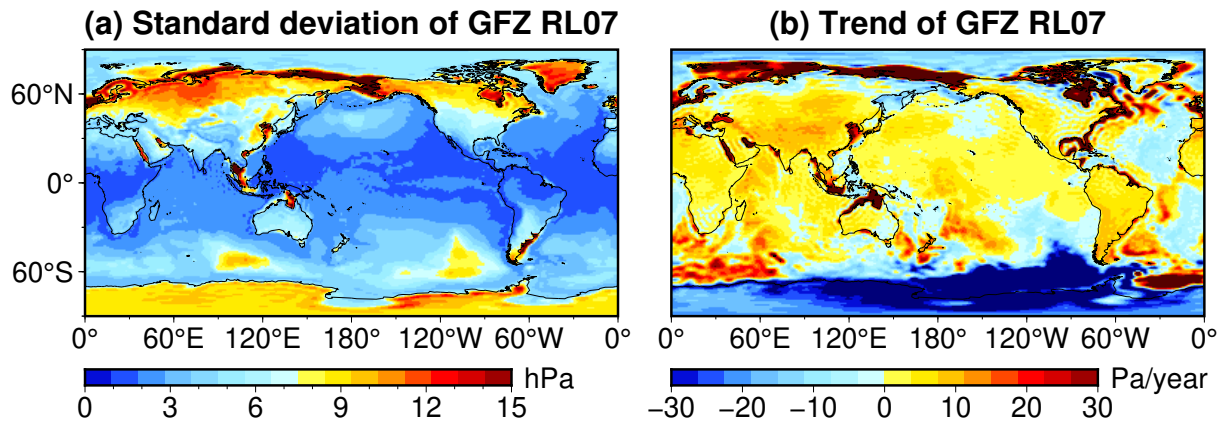 (a) Standard deviation of GFZ RL07
(b) Trend of GFZ RL07
60°N
0°
60°S
0° 60°E 120°E 180° 120°W 60°W 0°
0° 60°E 120°E 180° 120°W 60°W 0°
hPa
0 3 6 9 12 15
Pa/year
−30 −20 −10 0 10 20 30